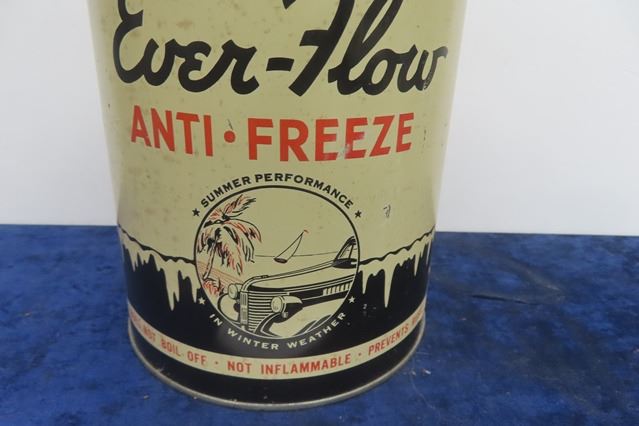 Ever-Flow
ANTI·FREEZE
★ SUMMER PERFORMANCE ★
★ IN WINTER WEATHER ★
NOT BOIL OFF • NOT INFLAMMABLE • PREVENTS